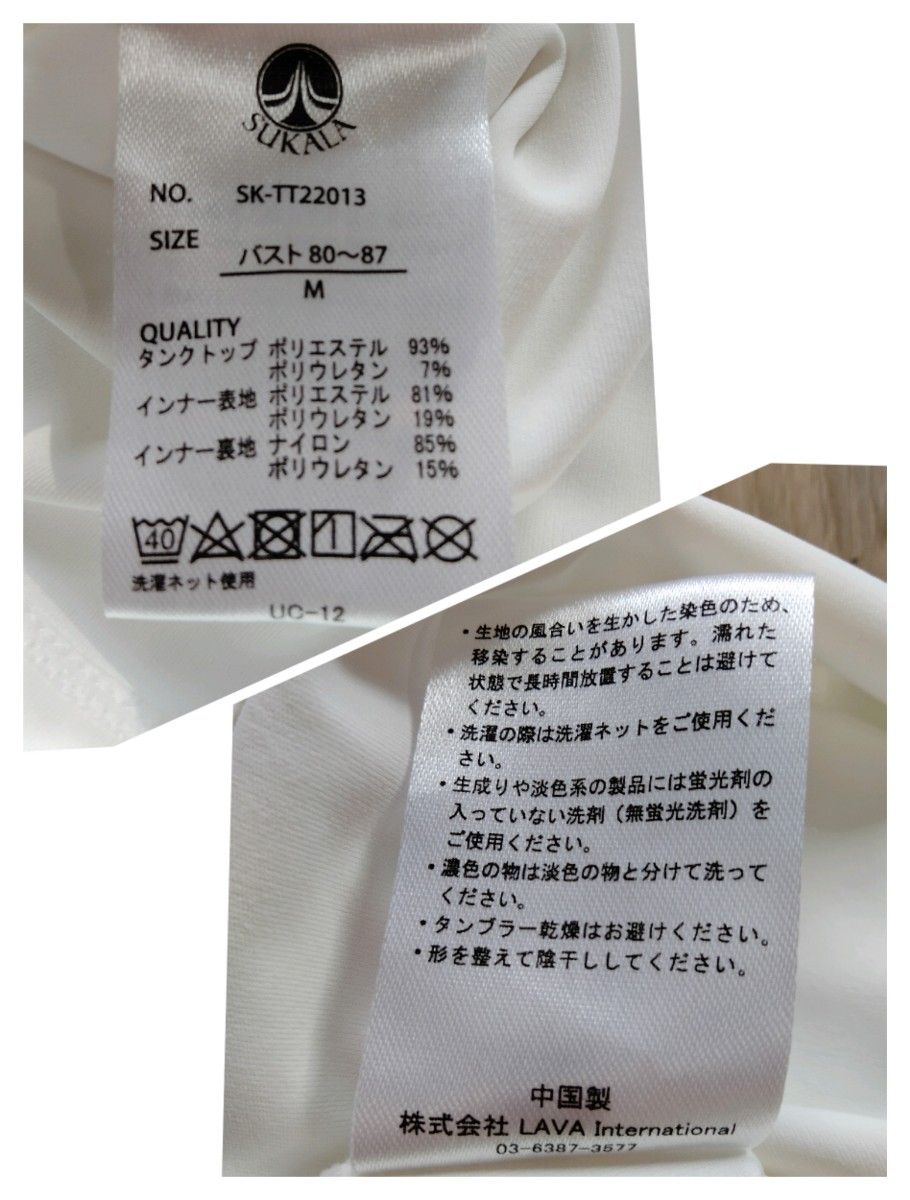 SUKALA
NO. SK-TT22013
SIZE バスト80〜87
M
QUALITY
タンクトップ ポリエステル 93%
ポリウレタン 7%
インナー表地 ポリエステル 81%
ポリウレタン 19%
インナー裏地 ナイロン 85%
ポリウレタン 15%
40
洗濯ネット使用
UC-12
・生地の風合いを生かした染色のため、
移染することがあります。濡れた
状態で長時間放置することは避けて
ください。
・洗濯の際は洗濯ネットをご使用くだ
さい。
・生成りや淡色系の製品には蛍光剤の
入っていない洗剤（無蛍光洗剤）を
ご使用ください。
・濃色の物は淡色の物と分けて洗って
ください。
・タンブラー乾燥はお避けください。
・形を整えて陰干ししてください。
中国製
株式会社 LAVA International
03-6387-3577